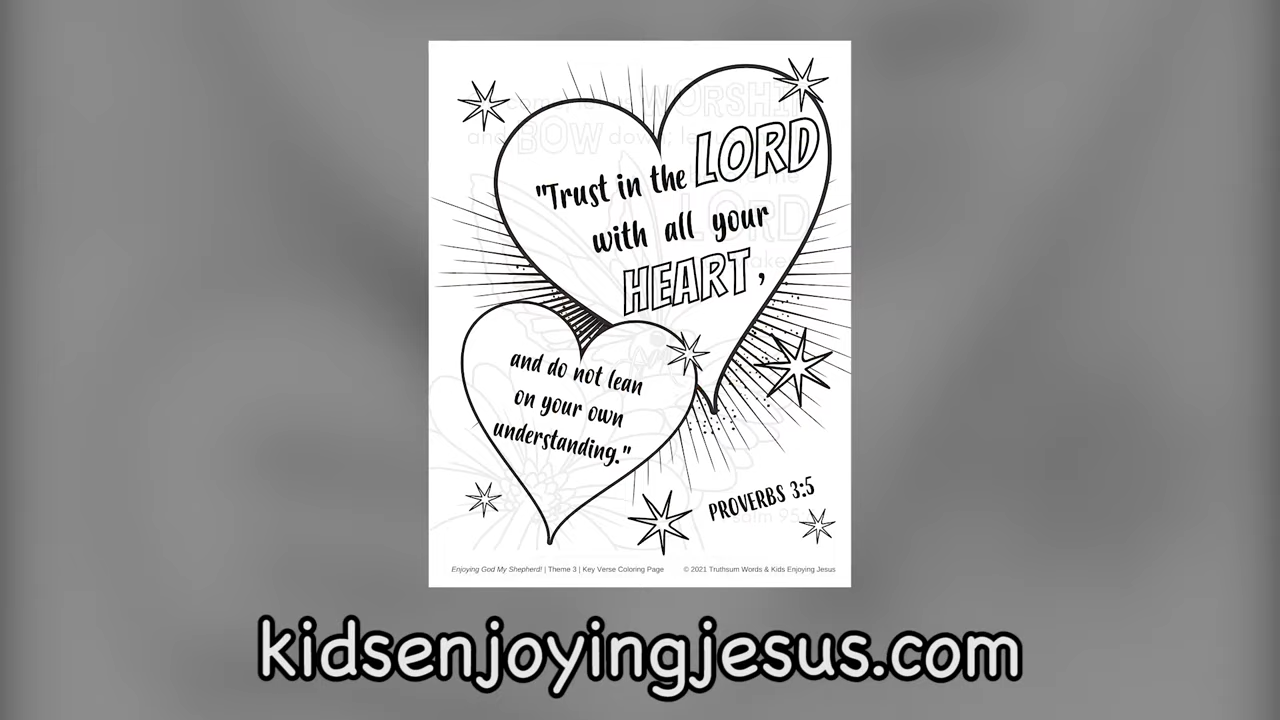 "Trust in the LORD
with all your
HEART,
and do not lean
on your own
understanding."
PROVERBS 3:5
Enjoying God My Shepherd! | Theme 3 | Key Verse Coloring Page
© 2021 Truthsum Words & Kids Enjoying Jesus
kidsenjoyingjesus.com